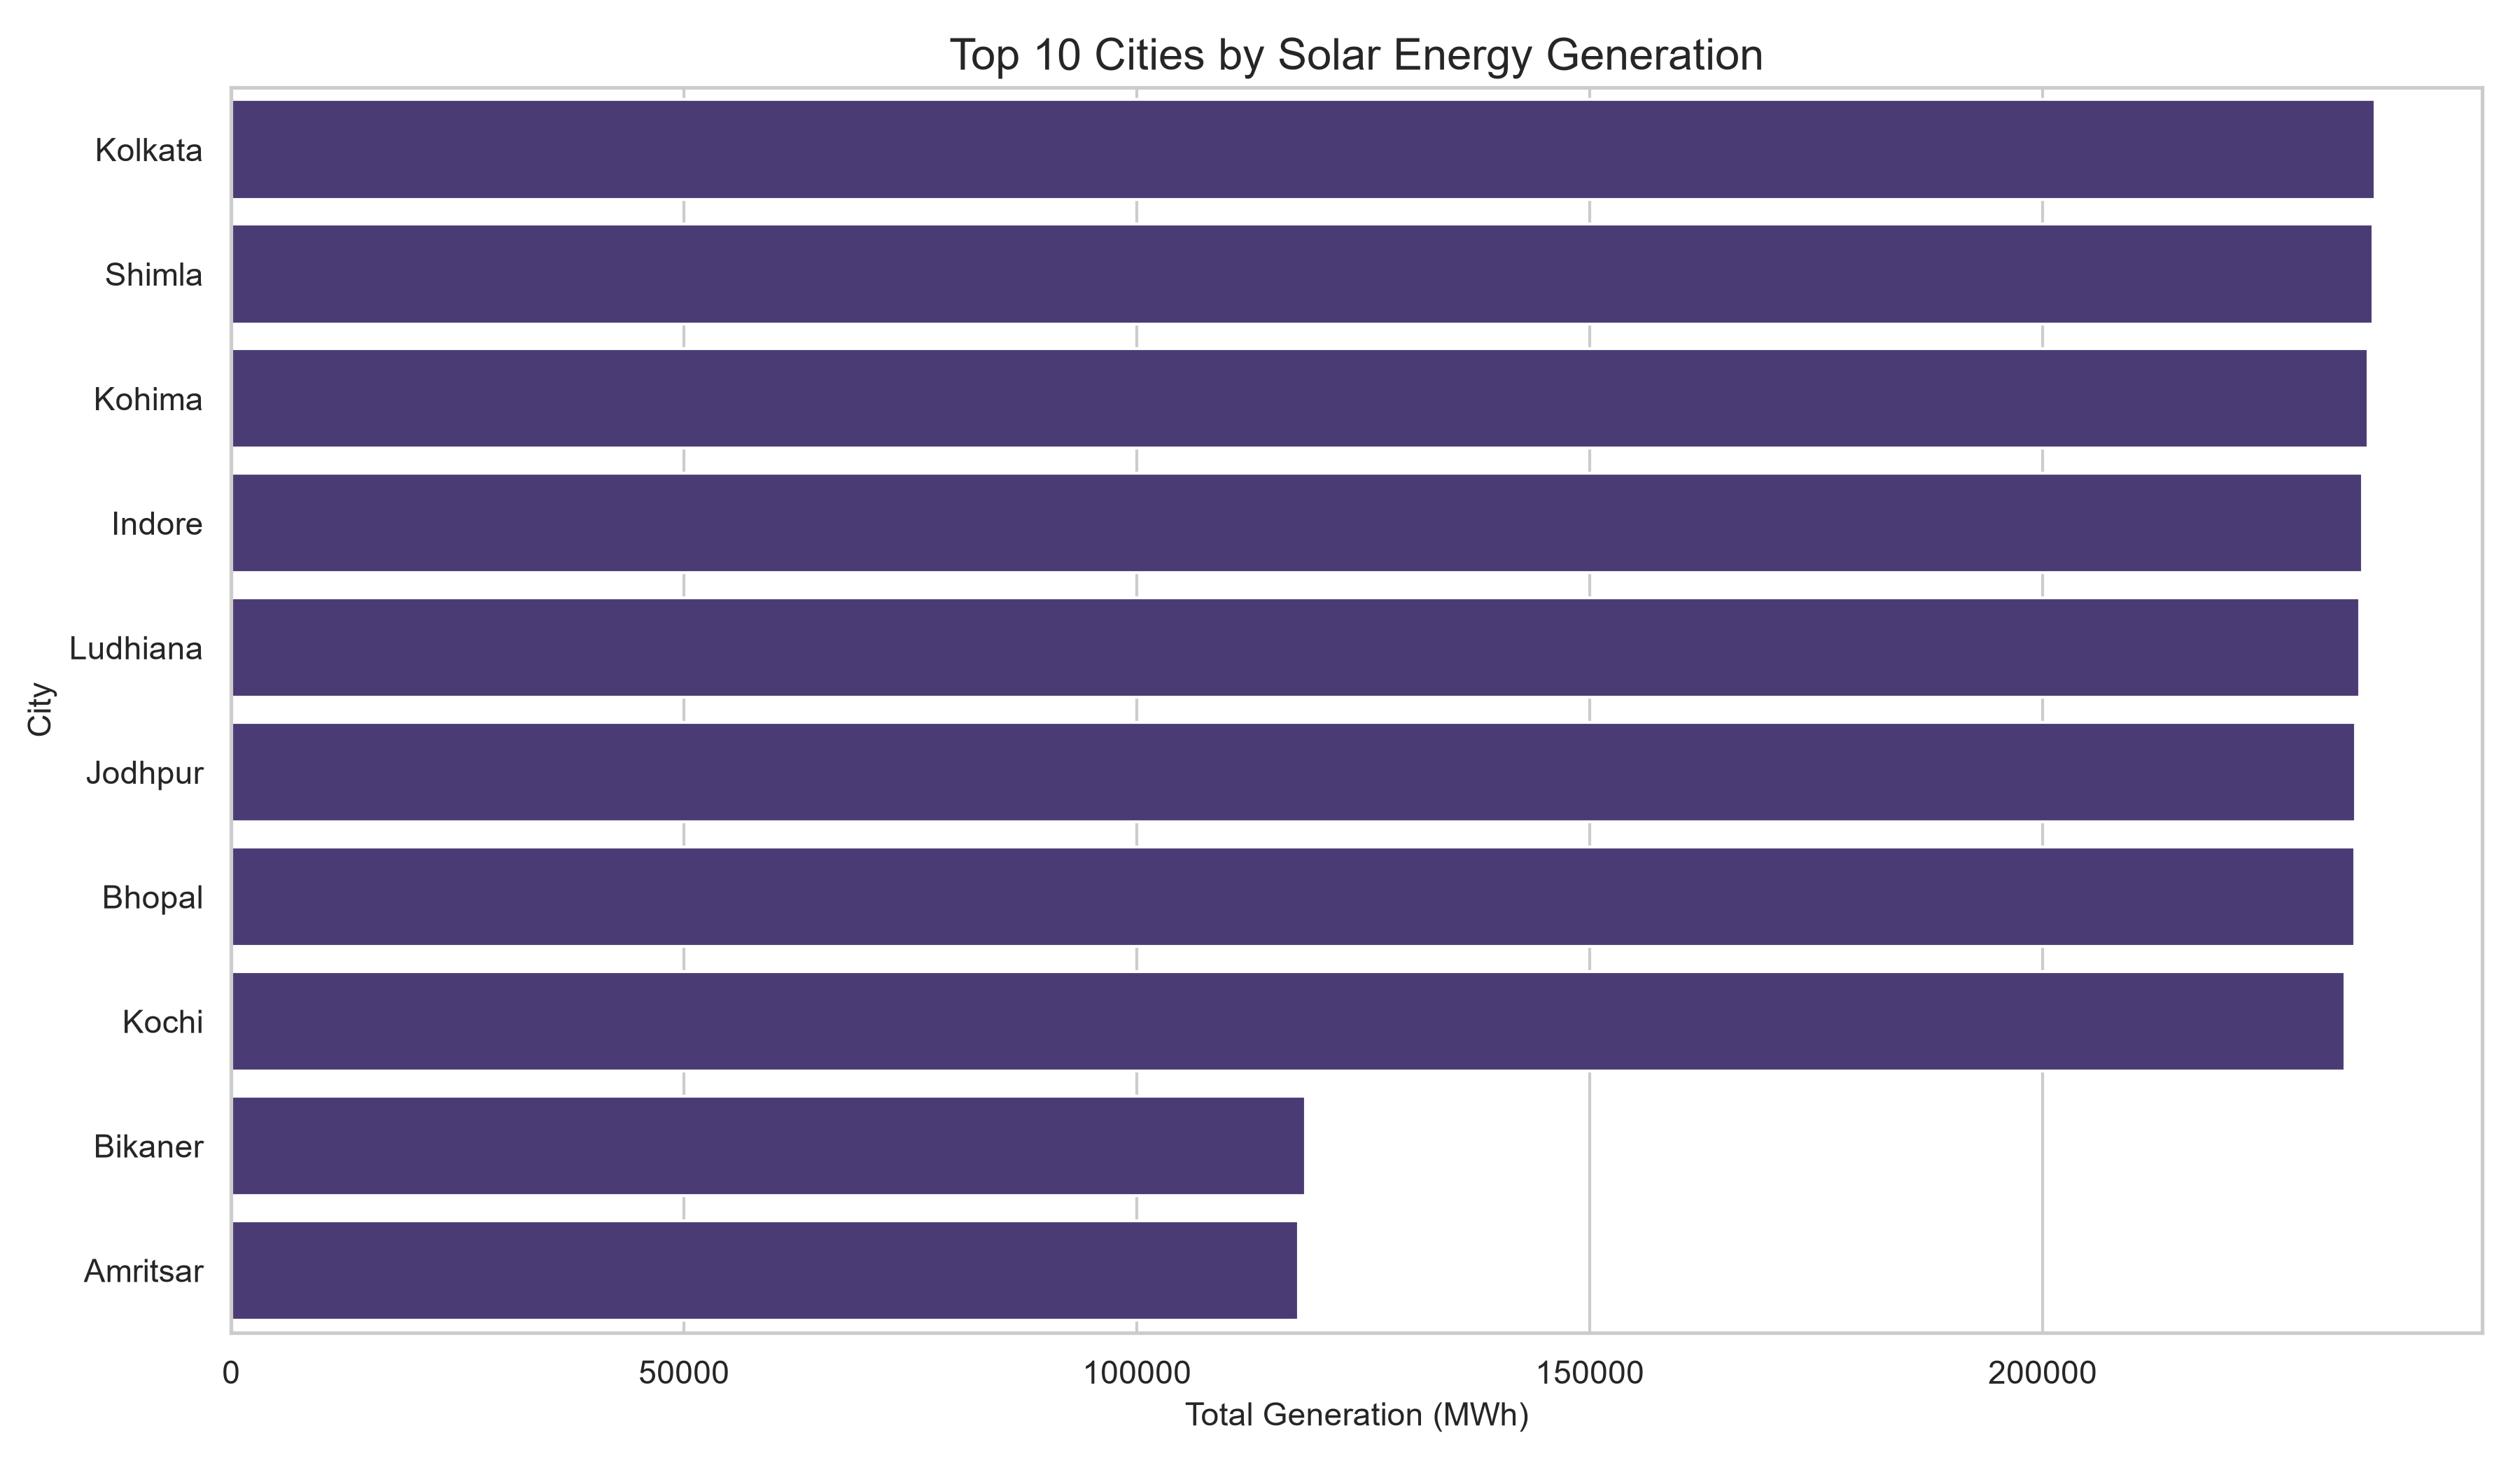 Top 10 Cities by Solar Energy Generation
City
Kolkata
Shimla
Kohima
Indore
Ludhiana
Jodhpur
Bhopal
Kochi
Bikaner
Amritsar
0 50000 100000 150000 200000
Total Generation (MWh)